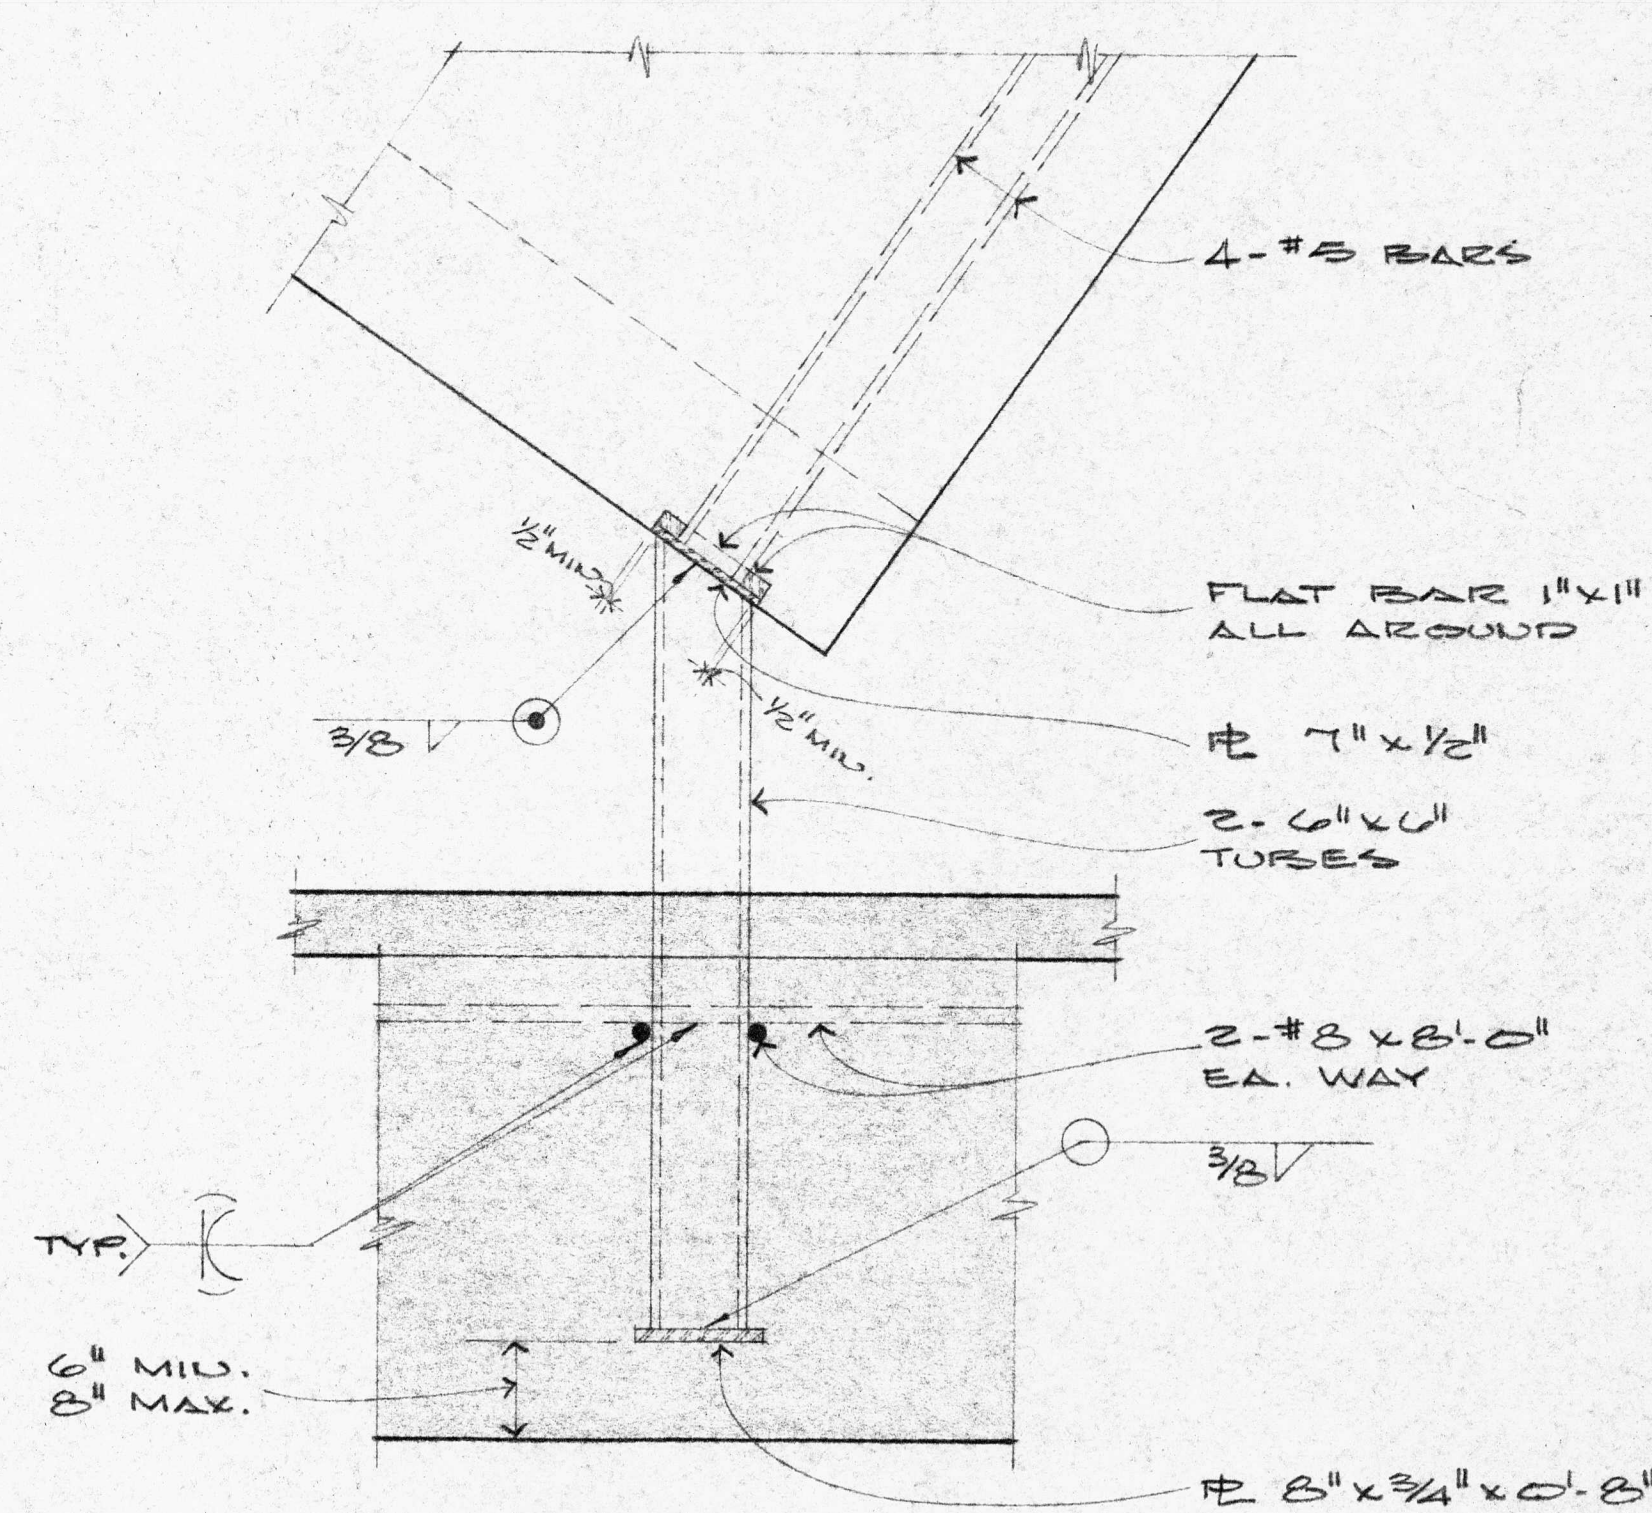 4-#5 BARS
1/2" MIN.
FLAT BAR 1"x1"
ALL AROUND
1/2" MIN.
3/8
PL 7"x1/2"
2-6"x6"
TUBES
2-#8x8'-0"
EA. WAY
3/8
TYP.
6" MIN.
8" MAX.
PL 8"x3/4"x0'-8"